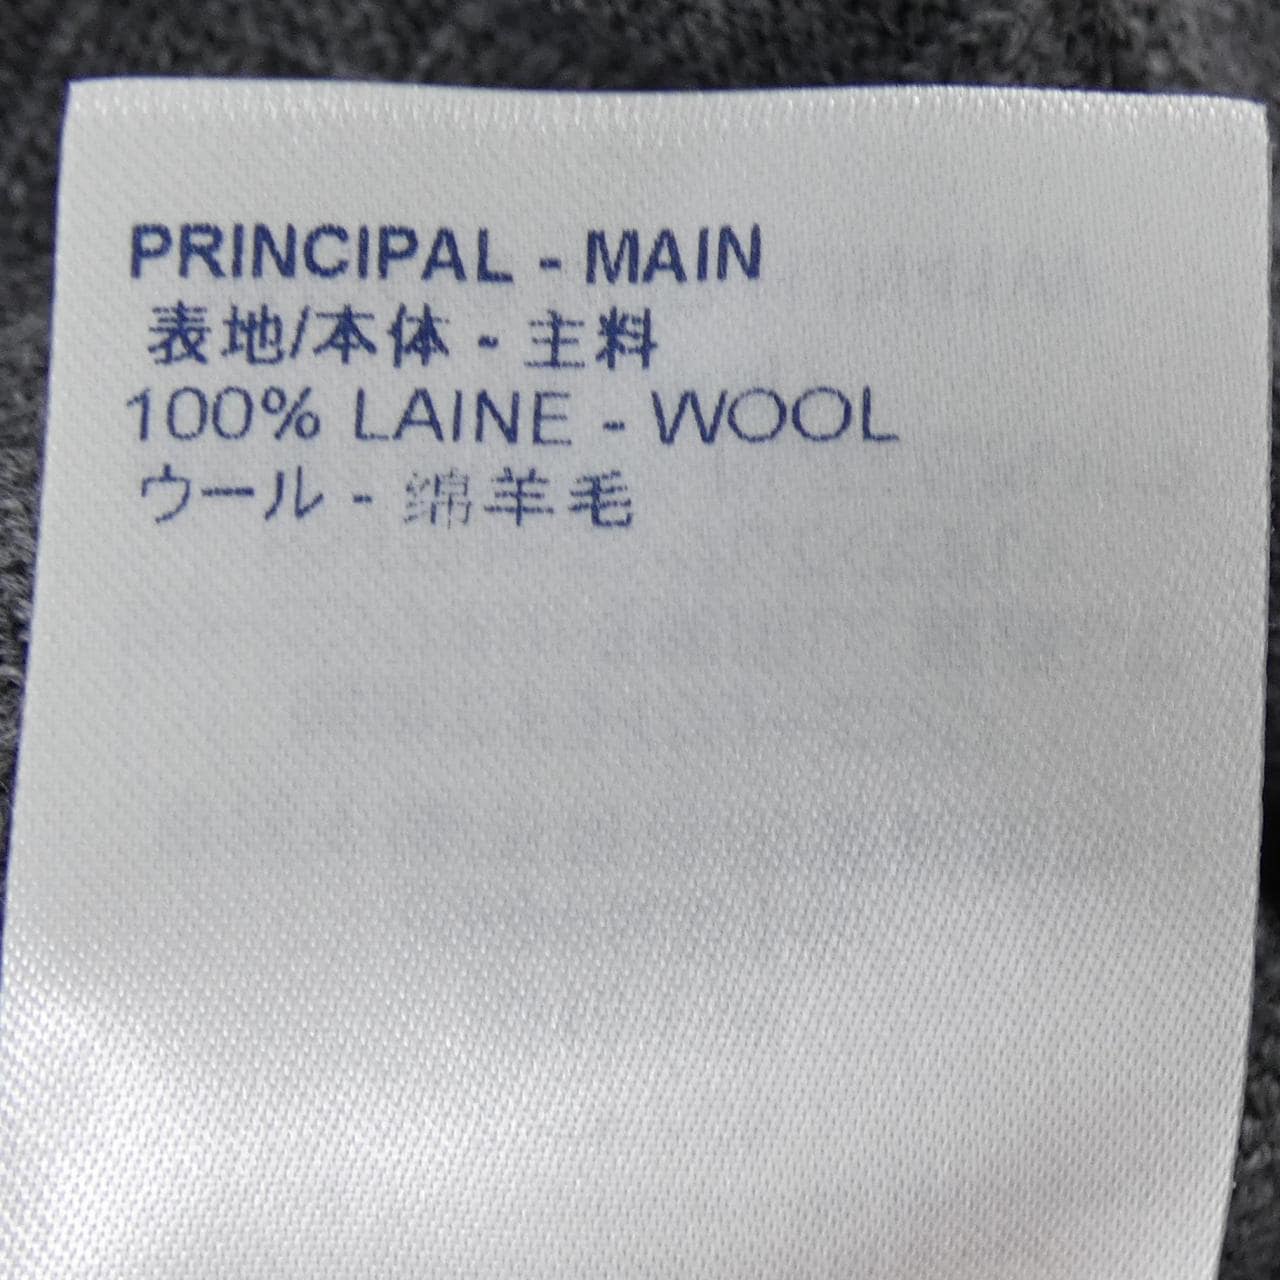 PRINCIPAL - MAIN
表地/本体 - 主料
100% LAINE - WOOL
ウール - 绵羊毛